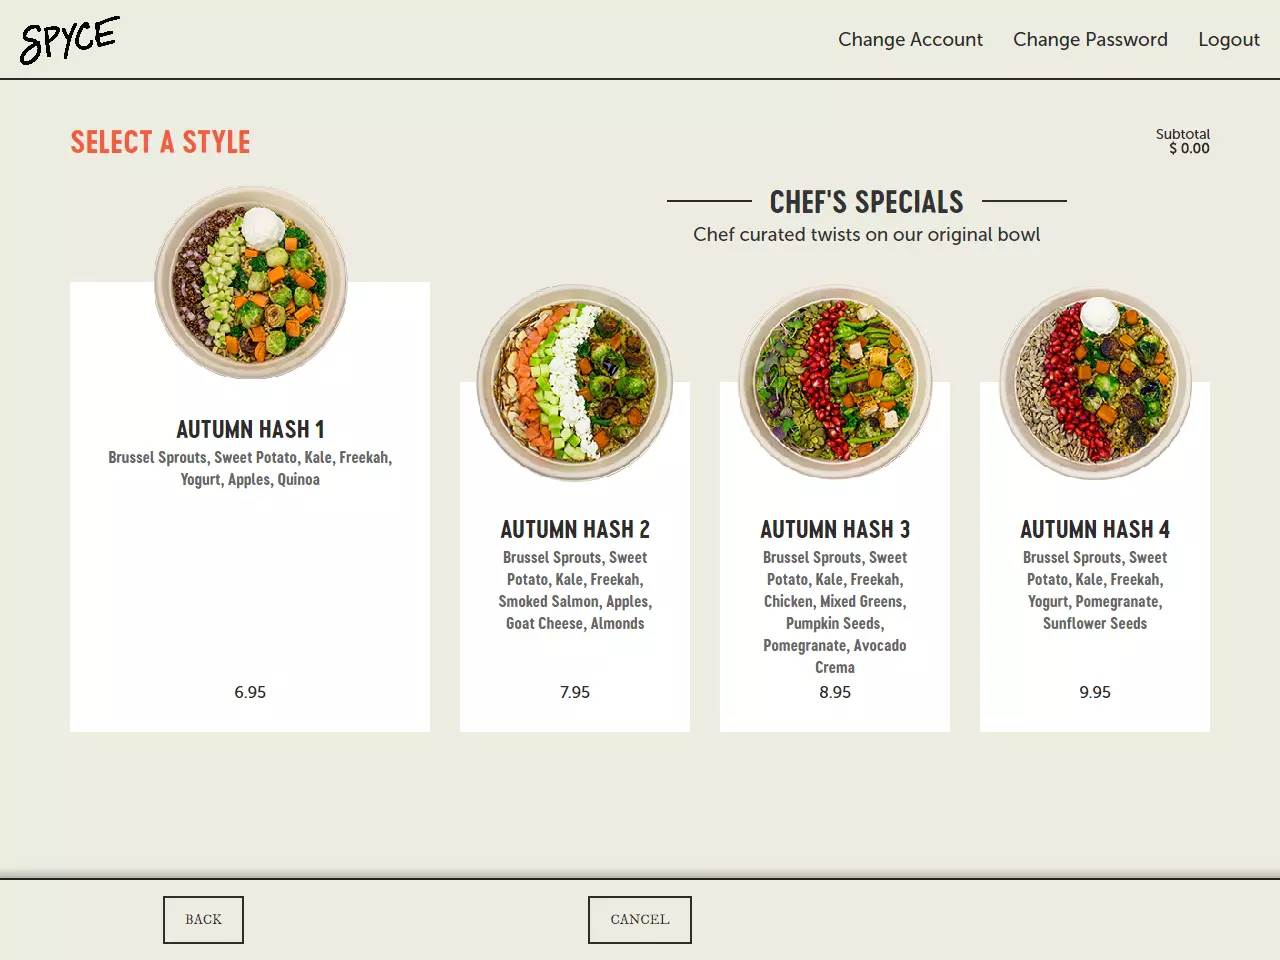 SPYCE
Change Account
Change Password
Logout
SELECT A STYLE
Subtotal
$ 0.00
CHEF'S SPECIALS
Chef curated twists on our original bowl
AUTUMN HASH 1
Brussel Sprouts, Sweet Potato, Kale, Freekah,
Yogurt, Apples, Quinoa
6.95
AUTUMN HASH 2
Brussel Sprouts, Sweet
Potato, Kale, Freekah,
Smoked Salmon, Apples,
Goat Cheese, Almonds
7.95
AUTUMN HASH 3
Brussel Sprouts, Sweet
Potato, Kale, Freekah,
Chicken, Mixed Greens,
Pumpkin Seeds,
Pomegranate, Avocado
Crema
8.95
AUTUMN HASH 4
Brussel Sprouts, Sweet
Potato, Kale, Freekah,
Yogurt, Pomegranate,
Sunflower Seeds
9.95
BACK
CANCEL